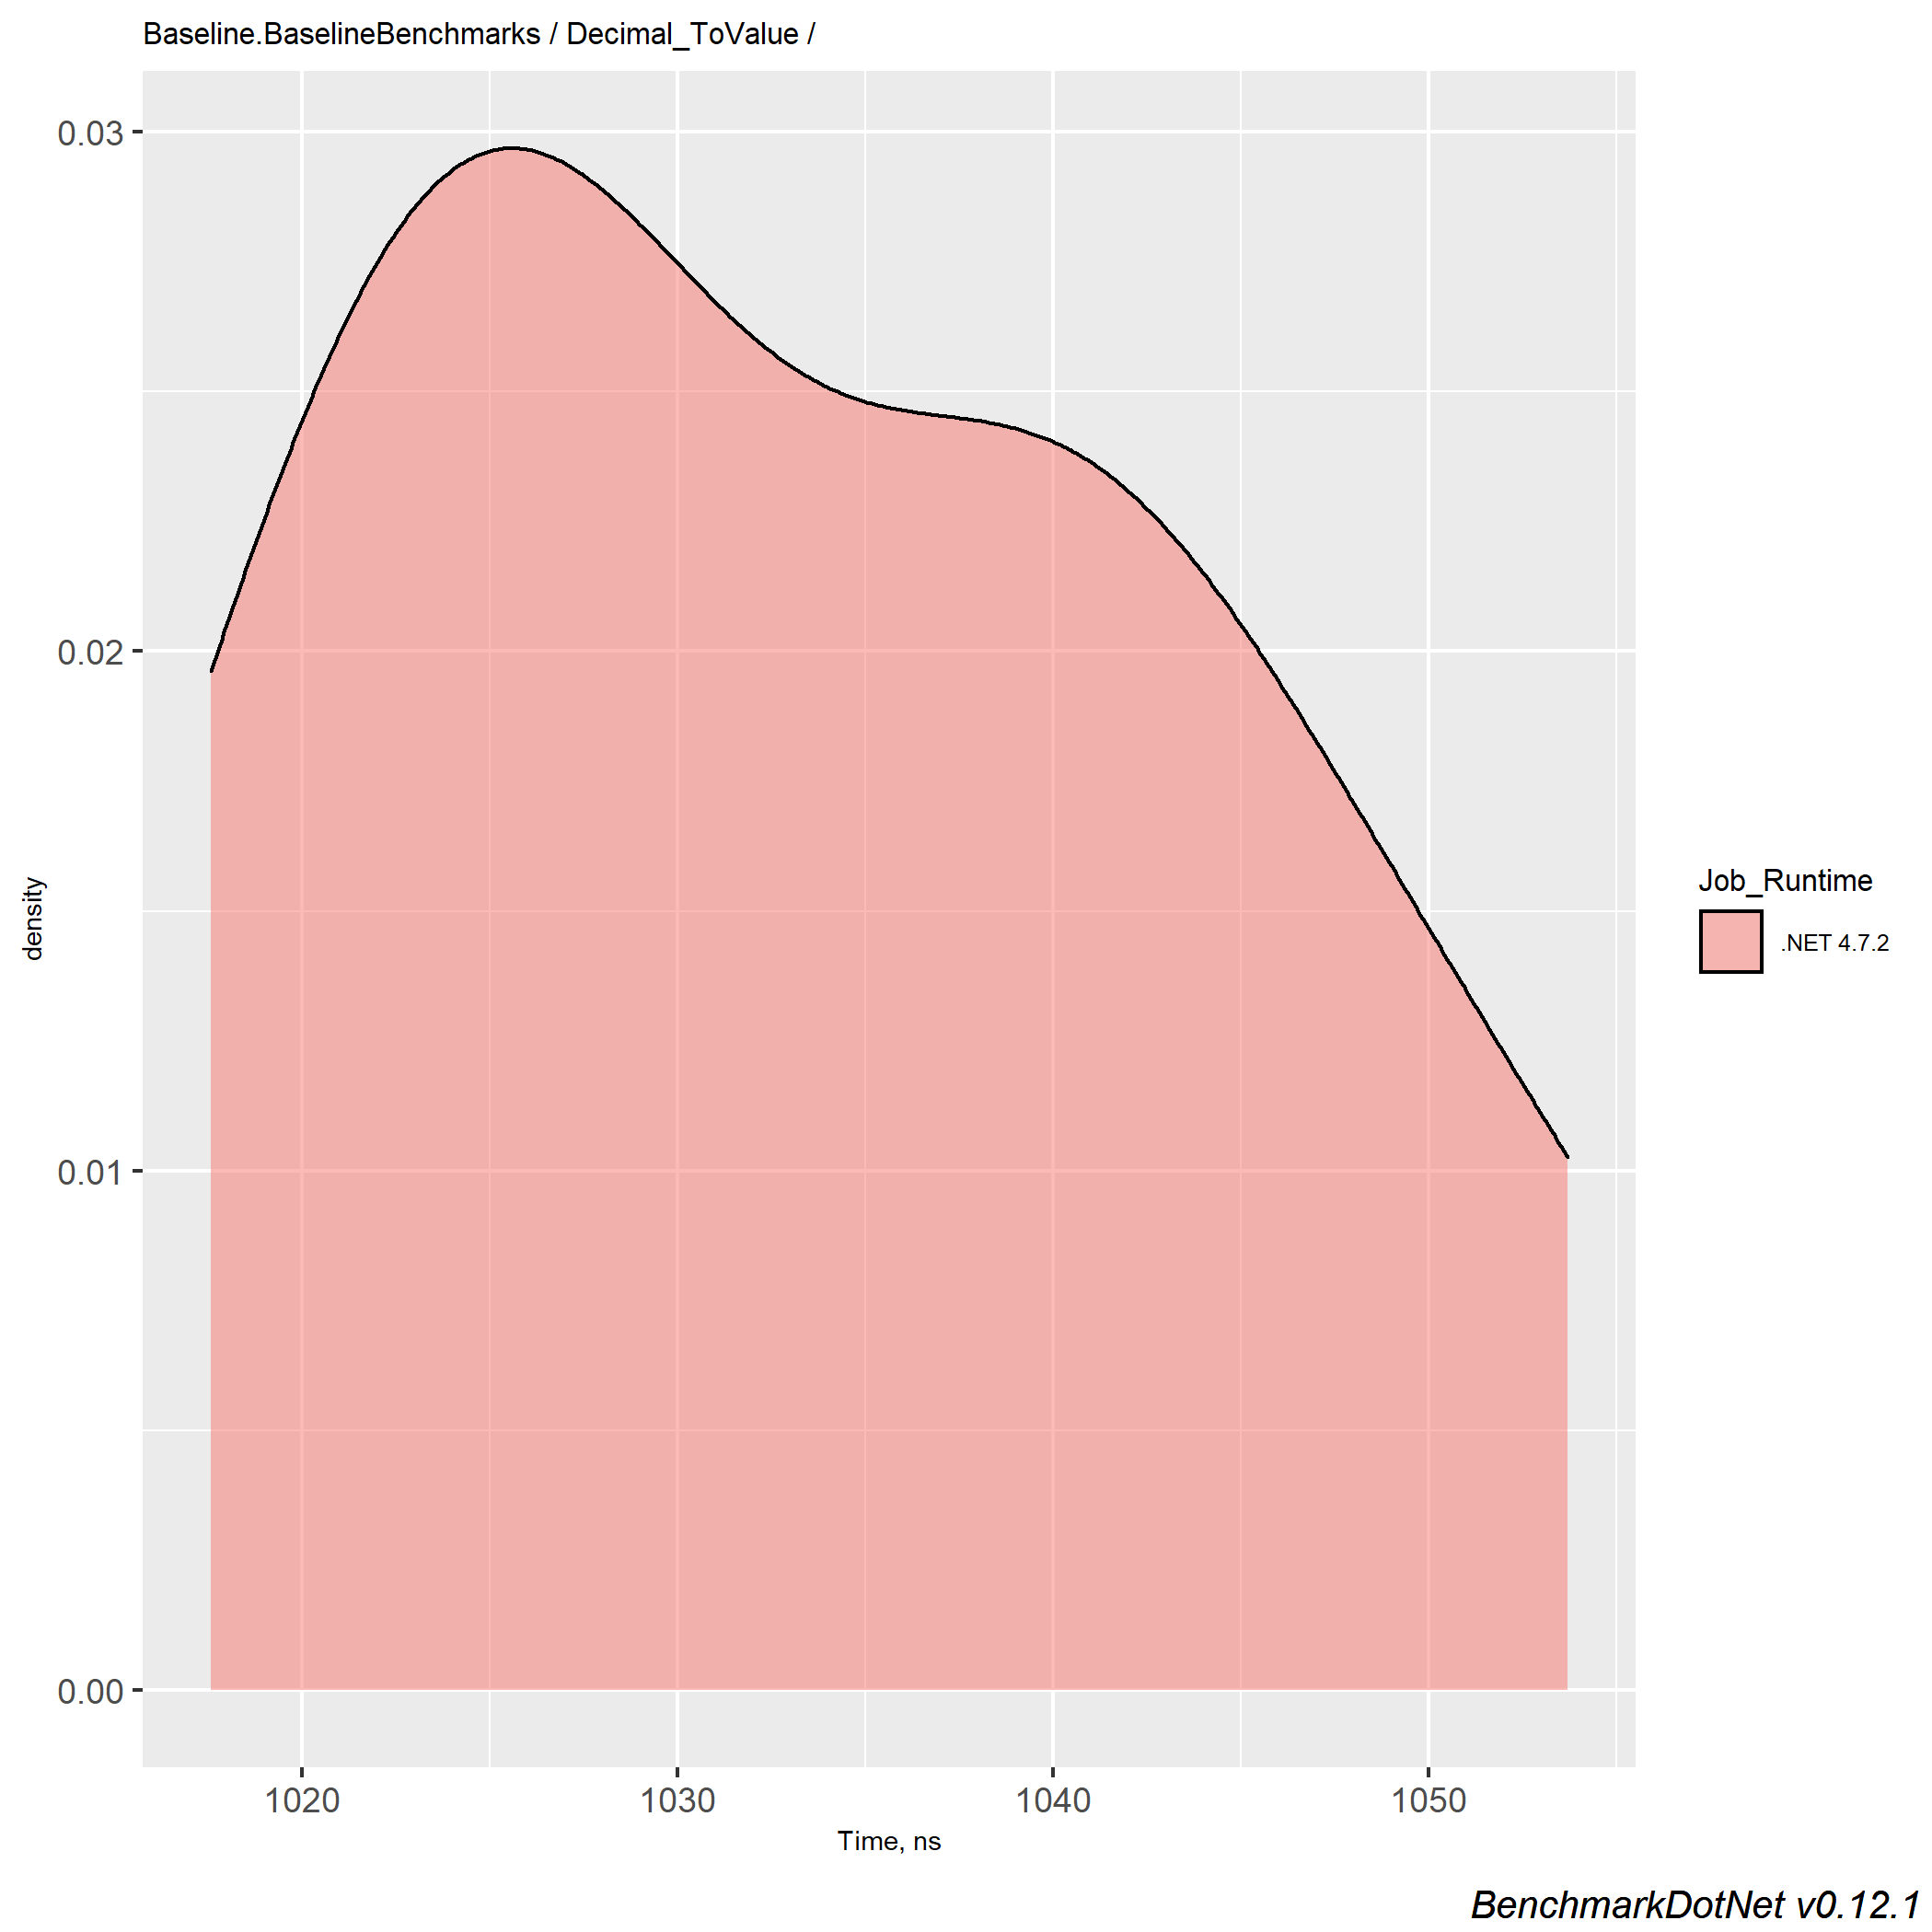 Baseline.BaselineBenchmarks / Decimal_ToValue /
0.03
0.02
0.01
0.00
density
1020 1030 1040 1050
Time, ns
Job_Runtime
.NET 4.7.2
BenchmarkDotNet v0.12.1